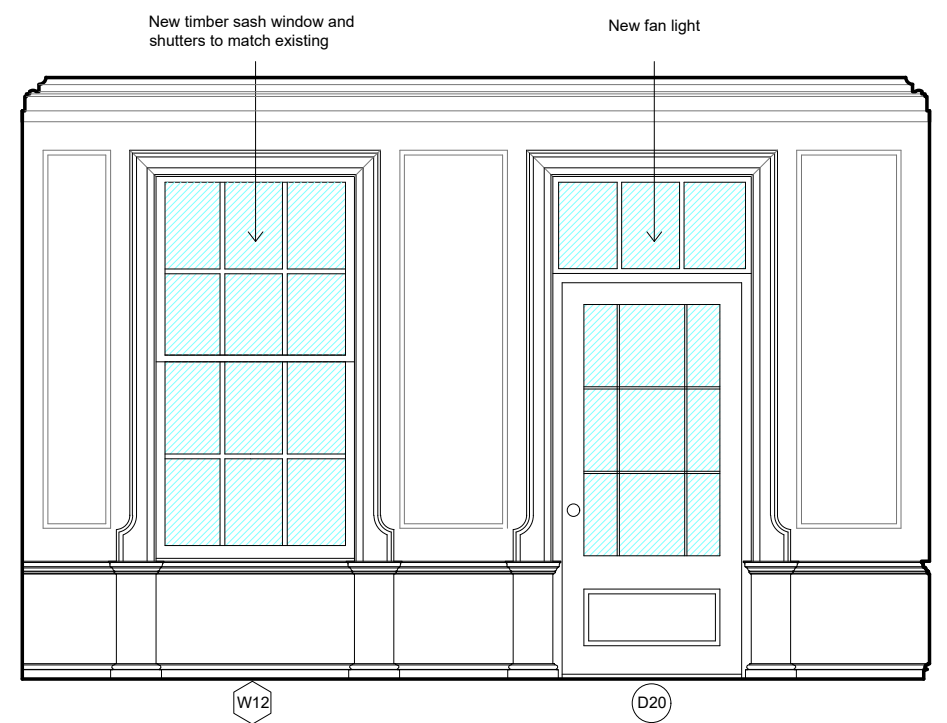 New timber sash window and
shutters to match existing
New fan light
W12
D20